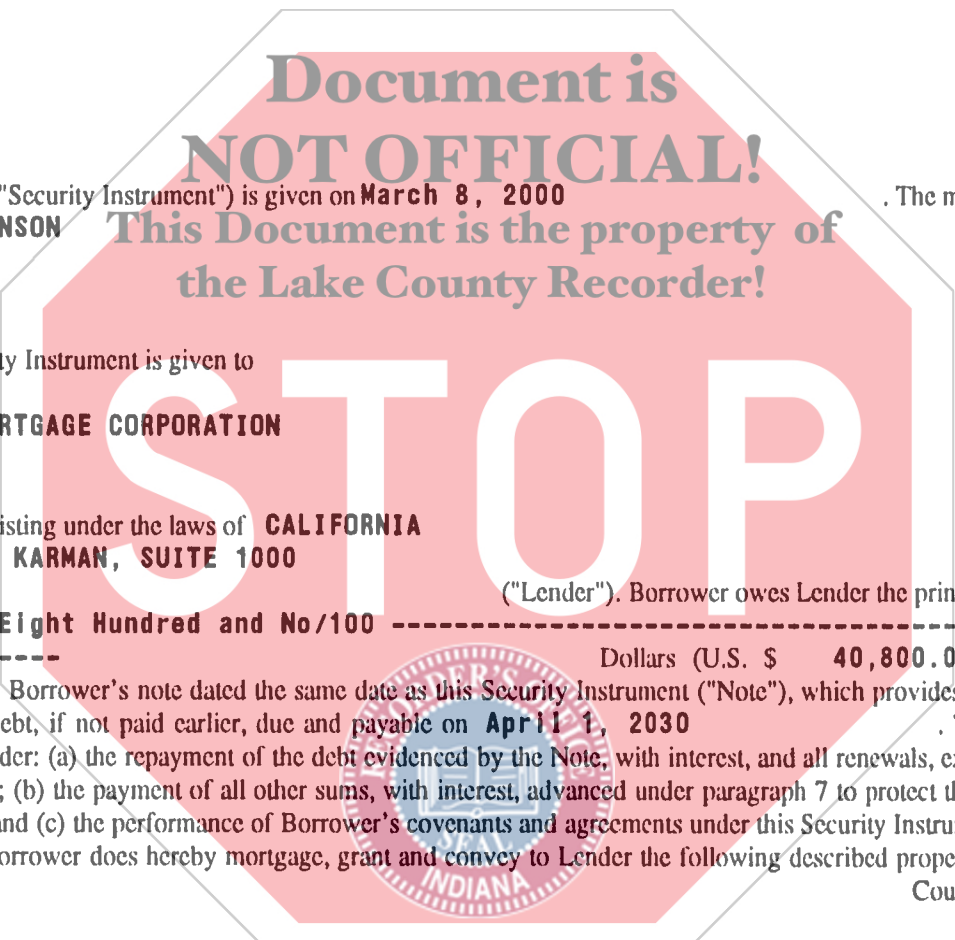 Document is
NOT OFFICIAL!
"Security Instrument") is given on March 8, 2000 . The m
NSON
This Document is the property of
the Lake County Recorder!
ty Instrument is given to
RTGAGE CORPORATION
STOP
isting under the laws of CALIFORNIA
KARMAN, SUITE 1000
("Lender"). Borrower owes Lender the prin
Eight Hundred and No/100 ----------------------------------------
----
Dollars (U.S. $ 40,800.0
Borrower's note dated the same date as this Security Instrument ("Note"), which provides
ebt, if not paid earlier, due and payable on April 1, 2030 .
der: (a) the repayment of the debt evidenced by the Note, with interest, and all renewals, ex
; (b) the payment of all other sums, with interest, advanced under paragraph 7 to protect th
and (c) the performance of Borrower's covenants and agreements under this Security Instru
orrower does hereby mortgage, grant and convey to Lender the following described prope
Cou
RECORDER'S OFFICE
SEAL
INDIANA